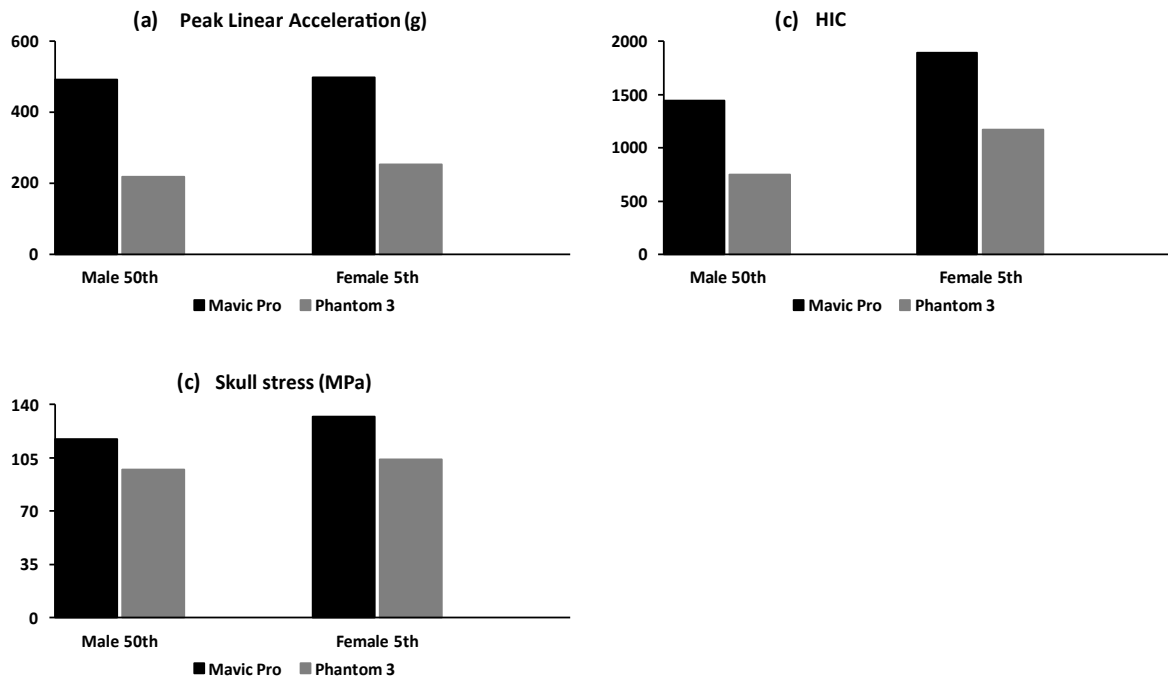 (a) Peak Linear Acceleration (g)
600
400
200
0
Male 50th Female 5th
Mavic Pro Phantom 3
(c) HIC
2000
1500
1000
500
0
Male 50th Female 5th
Mavic Pro Phantom 3
(c) Skull stress (MPa)
140
105
70
35
0
Male 50th Female 5th
Mavic Pro Phantom 3